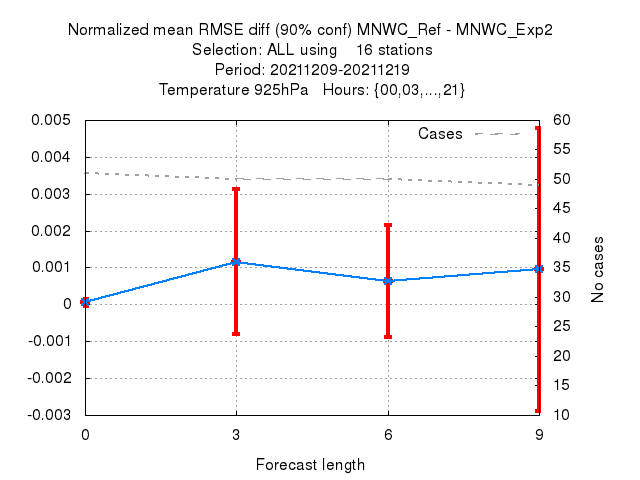 Normalized mean RMSE diff (90% conf) MNWC_Ref - MNWC_Exp2
Selection: ALL using 16 stations
Period: 20211209-20211219
Temperature 925hPa Hours: {00,03,...,21}
Cases
0.005
0.004
0.003
0.002
0.001
0
-0.001
-0.002
-0.003
60
55
50
45
40
35
30
25
20
15
10
No cases
0 3 6 9
Forecast length